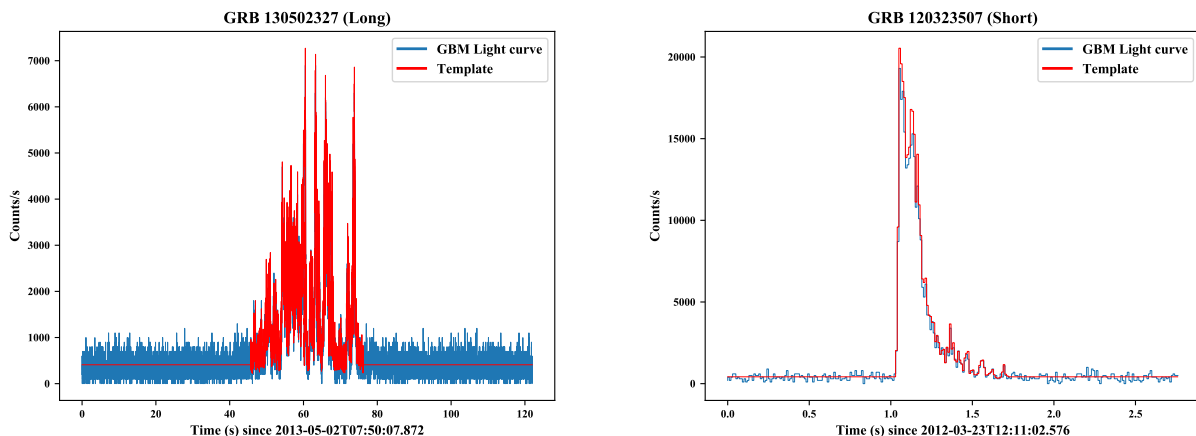 GRB 130502327 (Long)
GBM Light curve
Template
7000
6000
5000
4000
3000
2000
1000
0
Counts/s
0 20 40 60 80 100 120
Time (s) since 2013-05-02T07:50:07.872
GRB 120323507 (Short)
GBM Light curve
Template
20000
15000
10000
5000
0
Counts/s
0.0 0.5 1.0 1.5 2.0 2.5
Time (s) since 2012-03-23T12:11:02.576